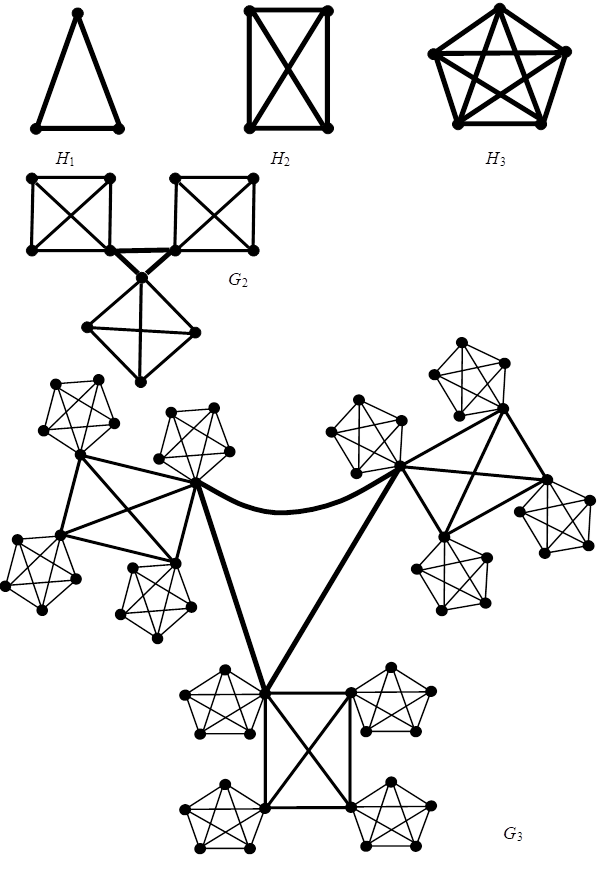 H₁ H₂ H₃
G₂
G₃